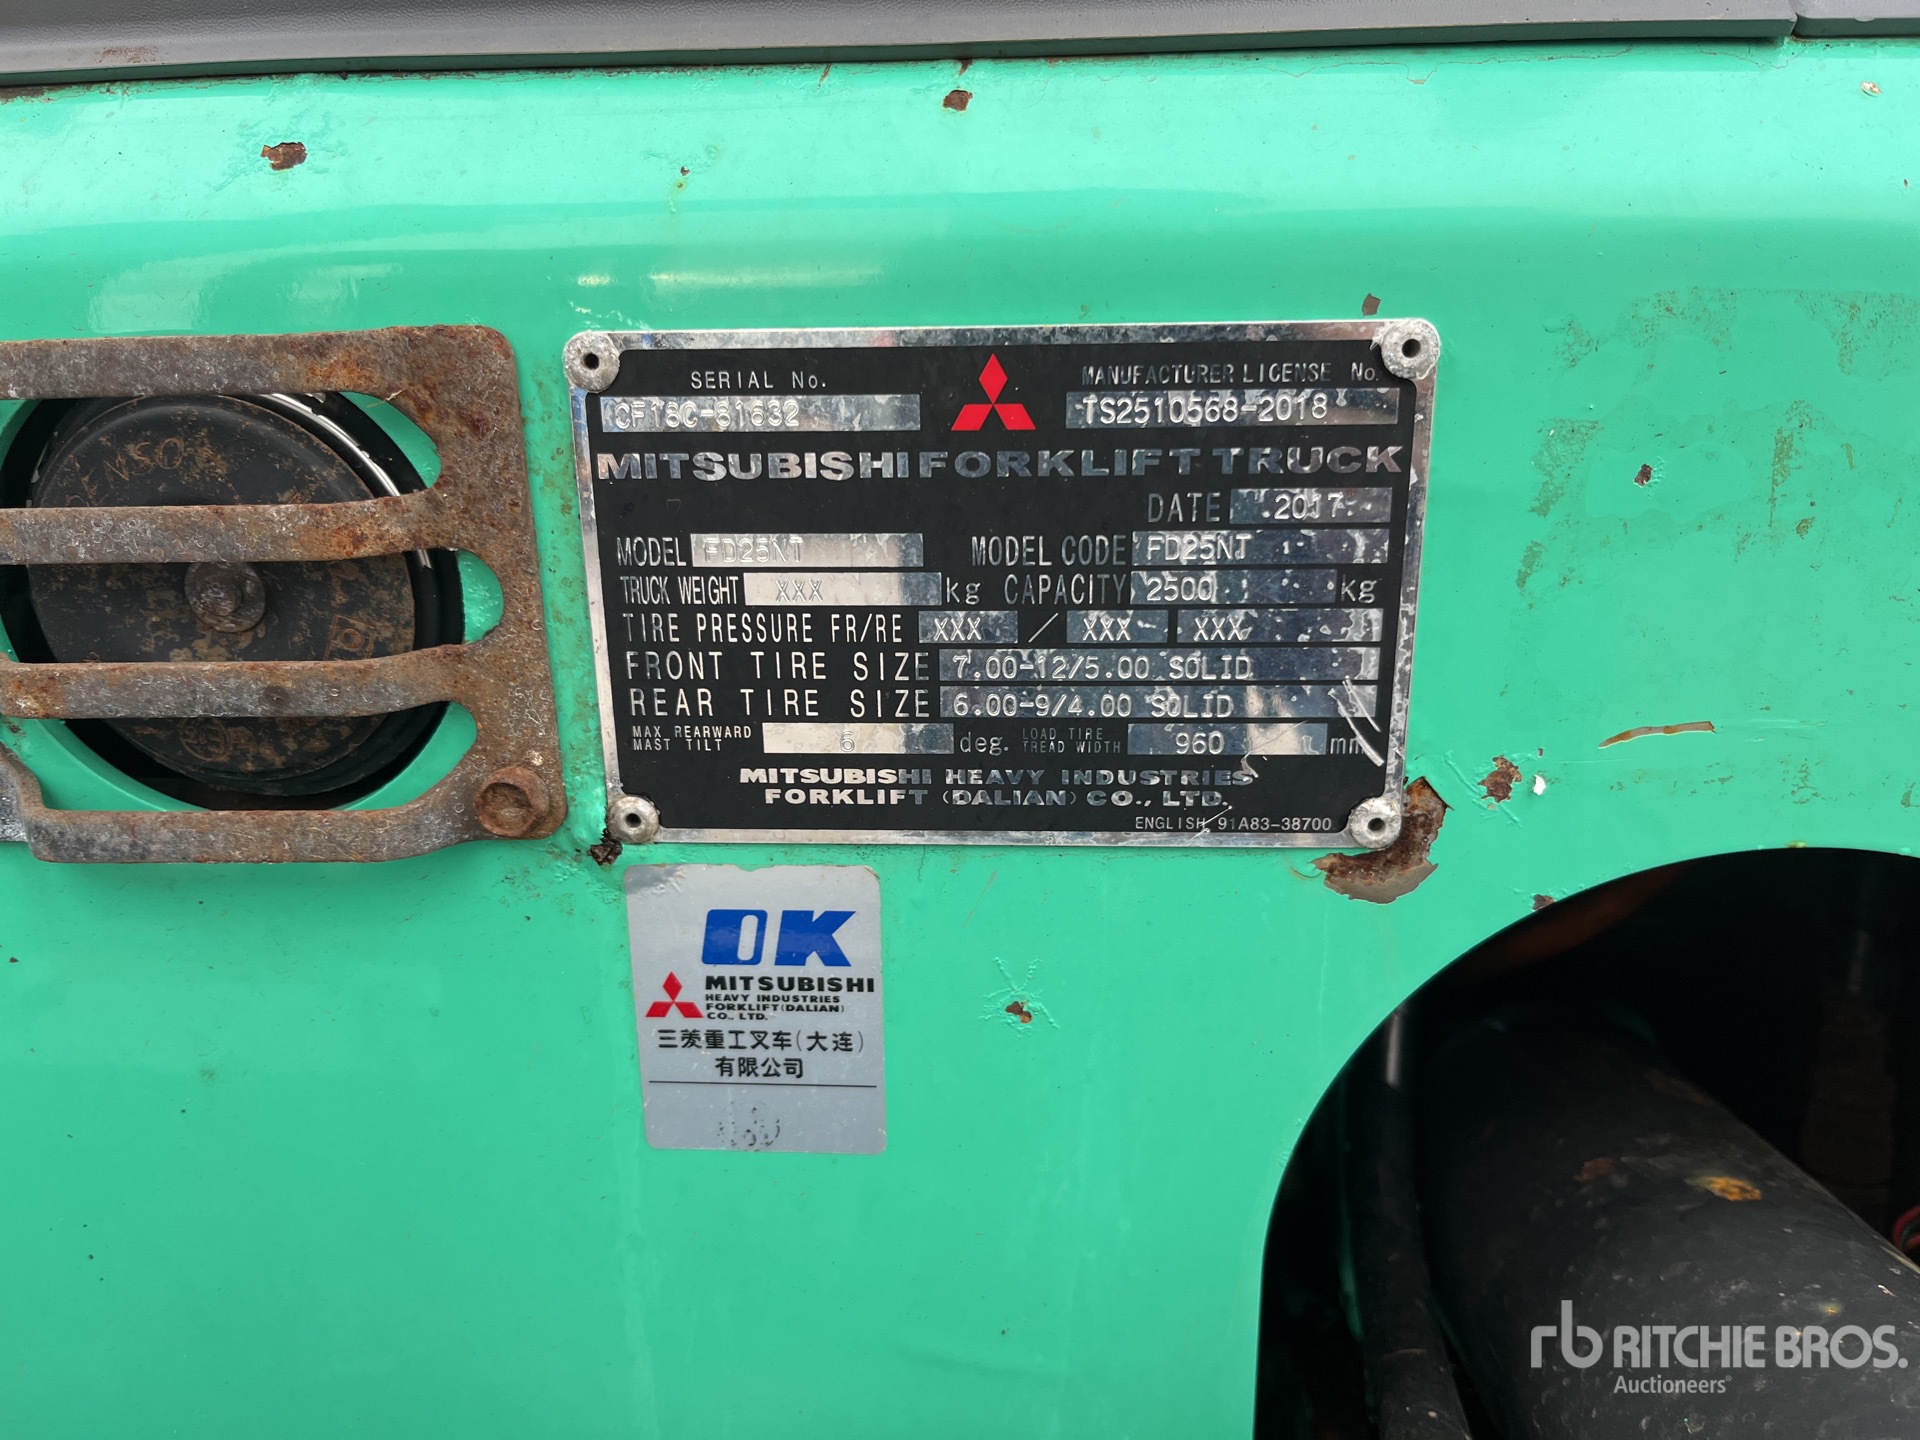 SERIAL No.
MANUFACTURER LICENSE No.
CF18C-81632
TS2510568-2018
MITSUBISHI FORKLIFT TRUCK
DATE 2017
MODEL FD25NT MODEL CODE FD25NT
TRUCK WEIGHT XXX kg CAPACITY 2500 kg
TIRE PRESSURE FR/RE XXX / XXX XXX
FRONT TIRE SIZE 7.00-12/5.00 SOLID
REAR TIRE SIZE 6.00-9/4.00 SOLID
MAX REARWARD MAST TILT 6 deg. LOAD TIRE TREAD WIDTH 960 mm
MITSUBISHI HEAVY INDUSTRIES
FORKLIFT (DALIAN) CO., LTD.
ENGLISH 91A83-38700
DENSO
OK
MITSUBISHI
HEAVY INDUSTRIES
FORKLIFT(DALIAN)
CO., LTD.
三菱重工叉车(大连)
有限公司
rb RITCHIE BROS.
Auctioneers